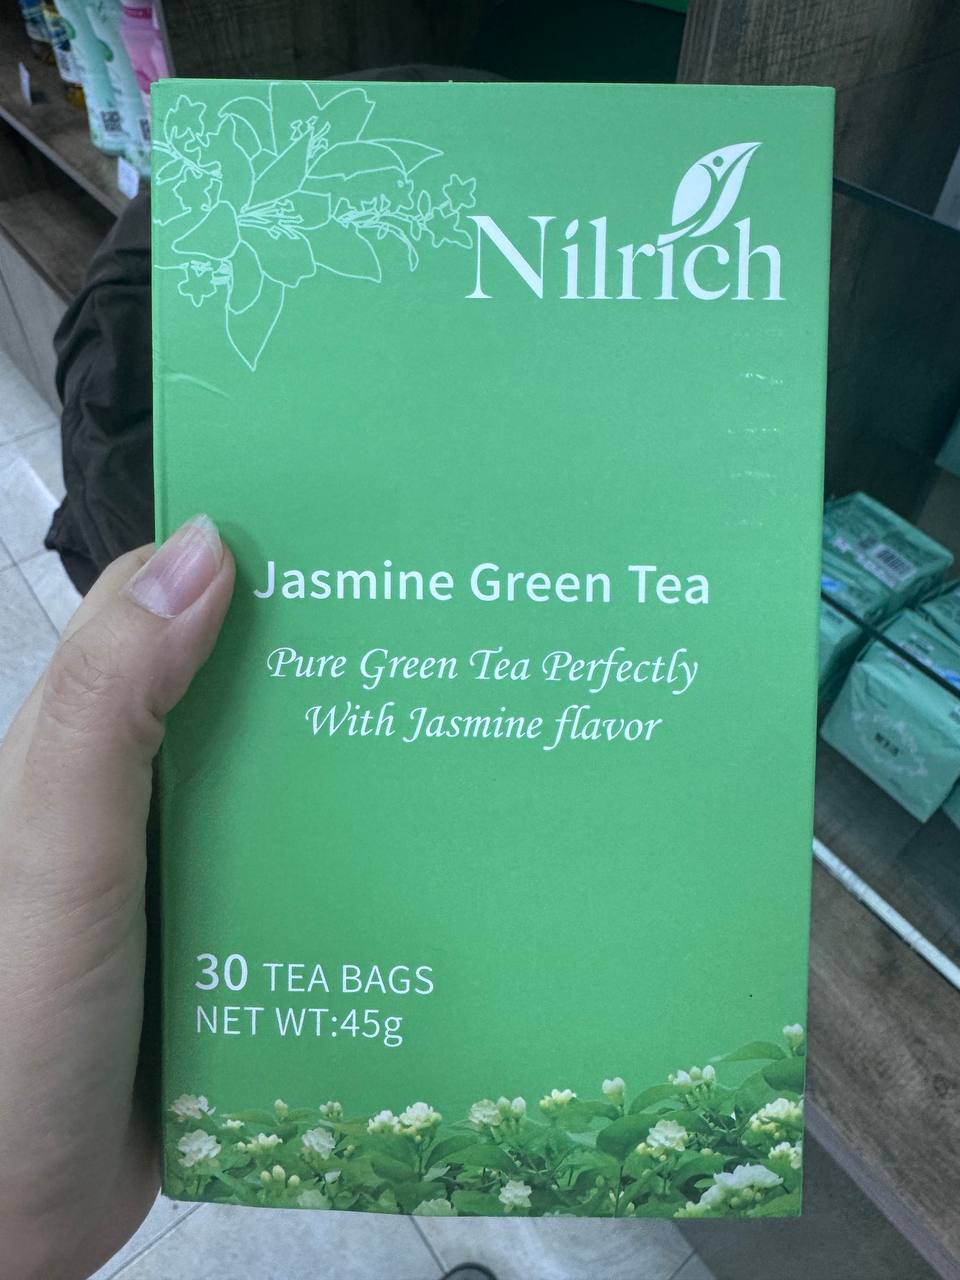 Nilrich
Jasmine Green Tea
Pure Green Tea Perfectly
With Jasmine flavor
30 TEA BAGS
NET WT:45g